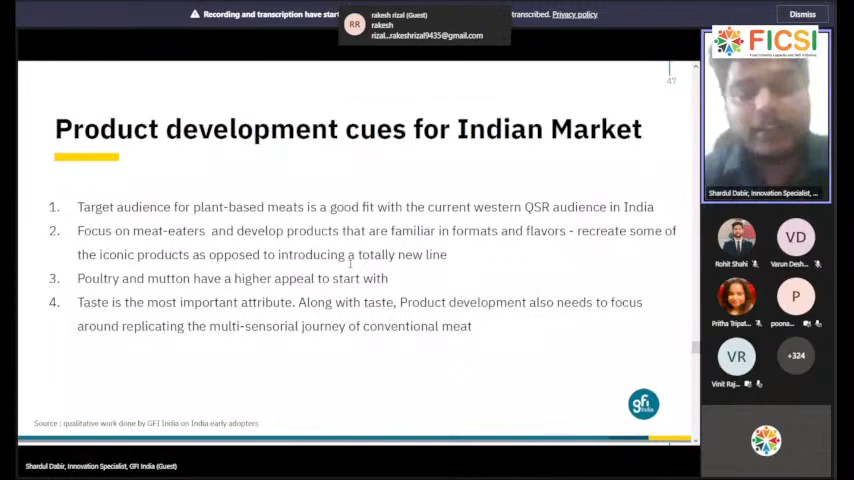 Recording and transcription have star
transcribed. Privacy policy
Dismiss
RR
rakesh rizal (Guest)
rakesh
rizal...rakeshrizal9435@gmail.com
FICSI
47
Product development cues for Indian Market
1. Target audience for plant-based meats is a good fit with the current western QSR audience in India
2. Focus on meat-eaters and develop products that are familiar in formats and flavors - recreate some of
the iconic products as opposed to introducing a totally new line
3. Poultry and mutton have a higher appeal to start with
4. Taste is the most important attribute. Along with taste, Product development also needs to focus
around replicating the multi-sensorial journey of conventional meat
Source : qualitative work done by GFI India on India early adopters
gfi
India
Shardul Dabir, Innovation Specialist, ...
Rohit Shahi
VD
Varun Desh...
Pritha Tripat...
P
poona...
VR
Vinit Raj...
+324
Shardul Dabir, Innovation Specialist, GFI India (Guest)